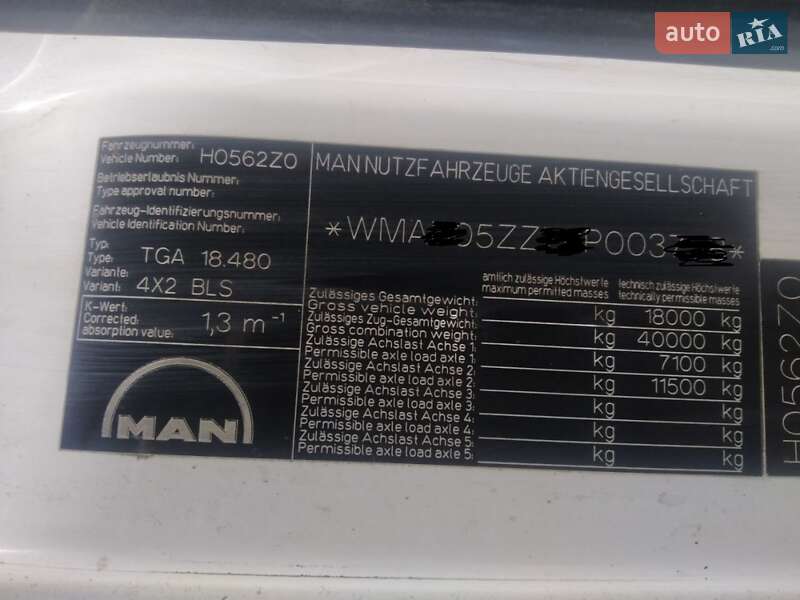 auto RIA.com
Fahrzeugnummer:
Vehicle Number: H0562Z0
Betriebserlaubnis Nummer:
Type approval number:
Fahrzeug-Identifizierungsnummer:
Vehicle Identification Number:
Typ:
Type: TGA 18.480
Variante:
Variant: 4X2 BLS
K-Wert:
Corrected
absorption value: 1,3 m⁻¹
MAN
MAN NUTZFAHRZEUGE AKTIENGESELLSCHAFT
*WMA 05ZZ P003 *
amtlich zulässige Höchstwerte technisch zulässige Höchstwerte
maximum permitted masses technically permissible masses
Zulässiges Gesamtgewicht:
Gross vehicle weight: kg 18000 kg
Zulässiges Zug-Gesamtgewicht:
Gross combination weight: kg 40000 kg
Zulässige Achslast Achse 1:
Permissible axle load axle 1: kg 7100 kg
Zulässige Achslast Achse 2:
Permissible axle load axle 2: kg 11500 kg
Zulässige Achslast Achse 3:
Permissible axle load axle 3: kg kg
Zulässige Achslast Achse 4:
Permissible axle load axle 4: kg kg
Zulässige Achslast Achse 5:
Permissible axle load axle 5: kg kg
H0562Z0